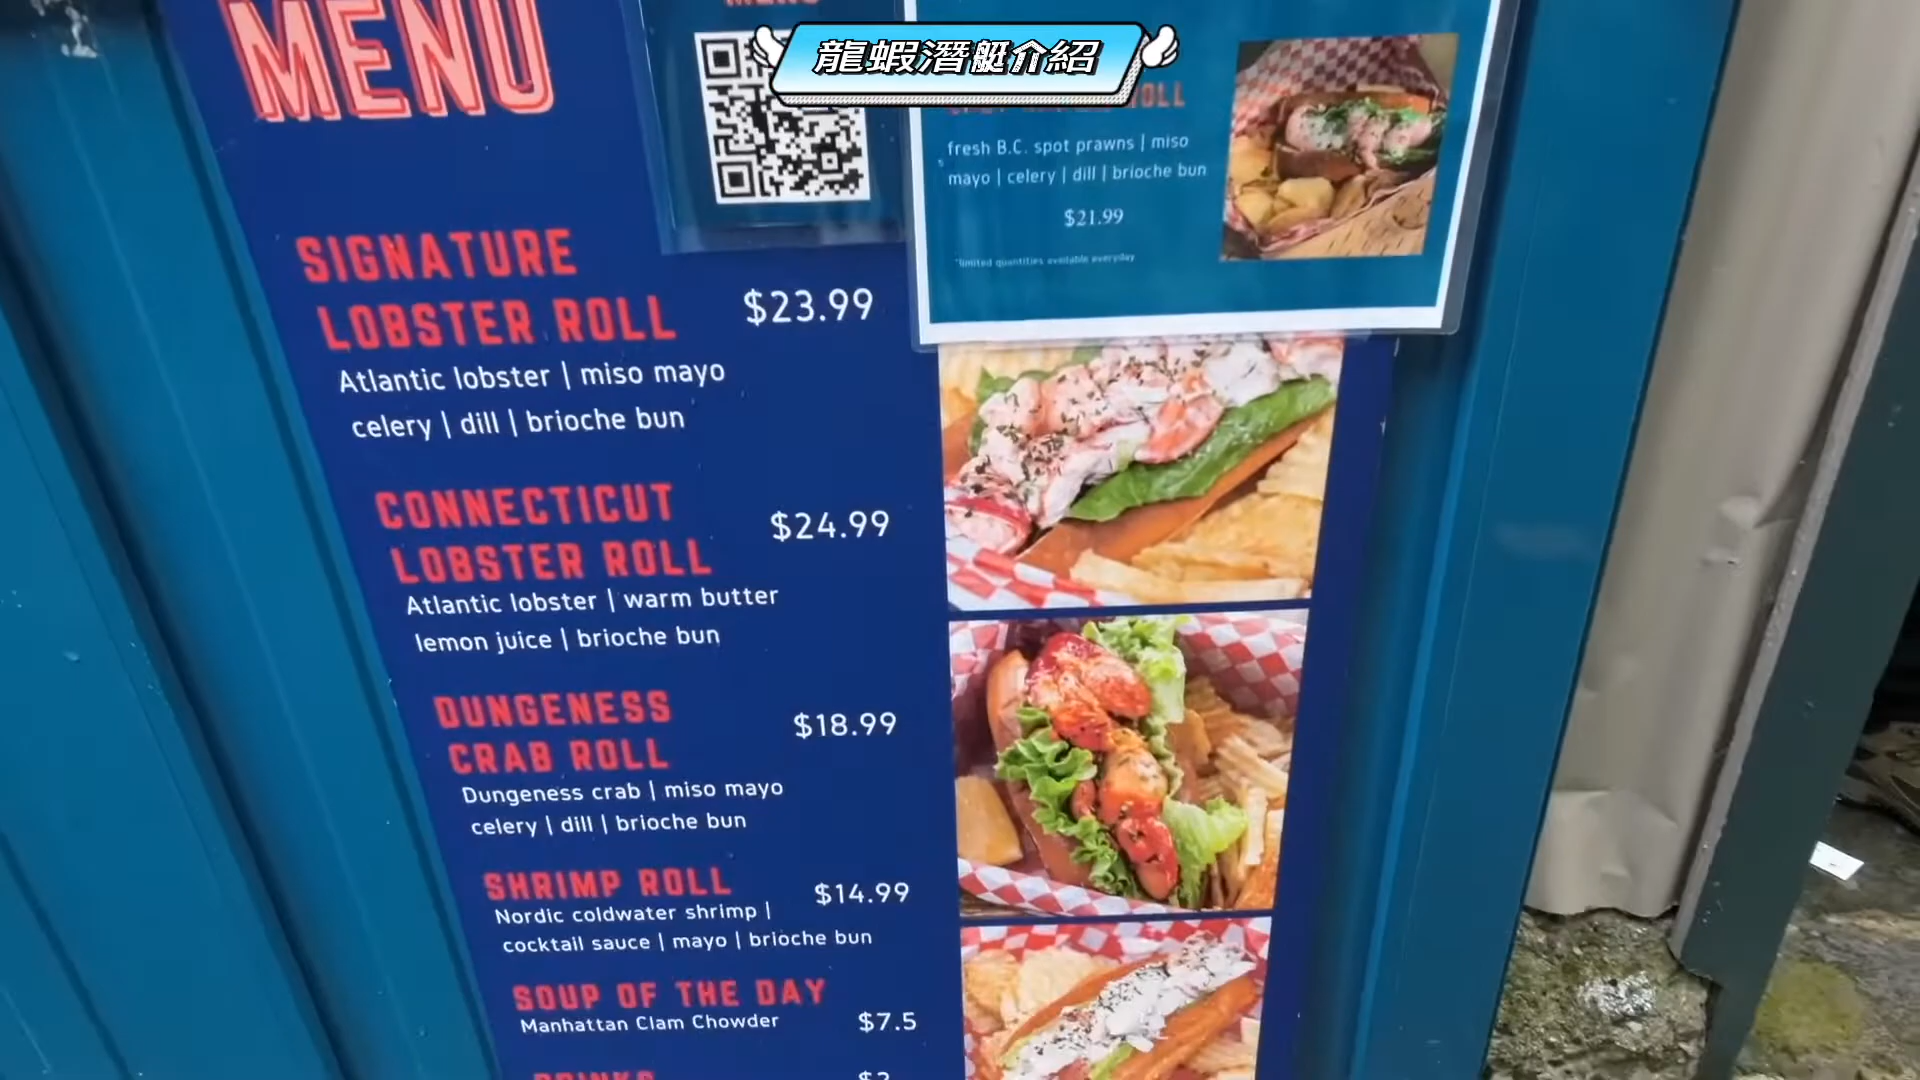 龍蝦潛艇介紹
MENU
MENU
ROLL
fresh B.C. spot prawns | miso
mayo | celery | dill | brioche bun
$21.99
*limited quantities available everyday
SIGNATURE
LOBSTER ROLL
$23.99
Atlantic lobster | miso mayo
celery | dill | brioche bun
CONNECTICUT
LOBSTER ROLL
$24.99
Atlantic lobster | warm butter
lemon juice | brioche bun
DUNGENESS
CRAB ROLL
$18.99
Dungeness crab | miso mayo
celery | dill | brioche bun
SHRIMP ROLL
$14.99
Nordic coldwater shrimp |
cocktail sauce | mayo | brioche bun
SOUP OF THE DAY
Manhattan Clam Chowder
$7.5
DRINKS